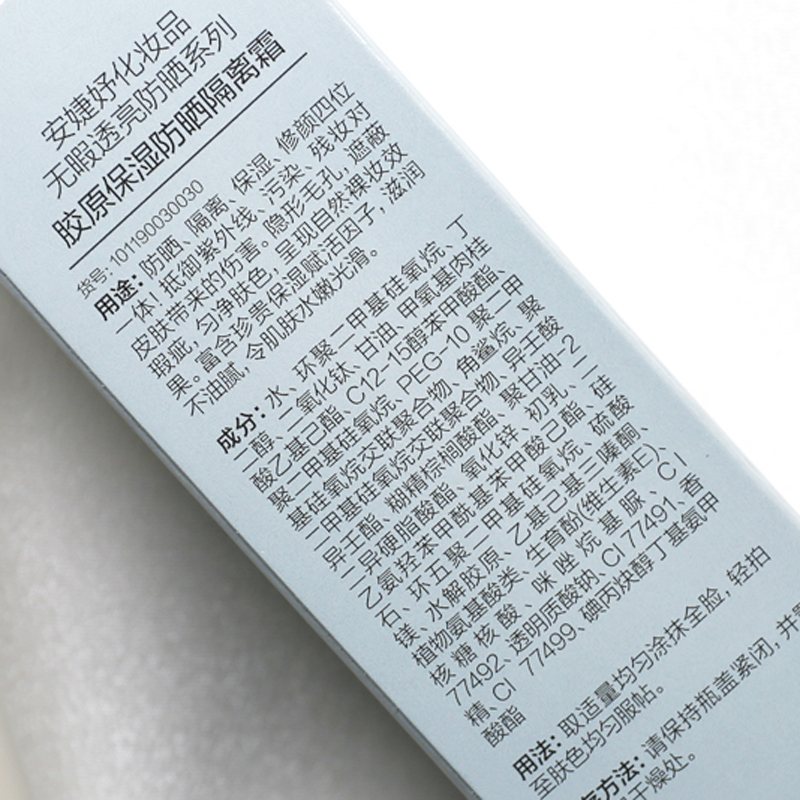 安婕妤化妆品
无暇透亮防晒系列
胶原保湿防晒隔离霜
货号: 101190030030
用途: 防晒、隔离、保湿、修颜四位
一体! 抵御紫外线、污染、残妆对
皮肤带来的伤害。隐形毛孔, 遮蔽
瑕疵, 匀净肤色, 呈现自然裸妆效
果。富含珍贵保湿赋活因子, 滋润
不油腻, 令肌肤水嫩光滑。
成分: 水、环聚二甲基硅氧烷、丁
二醇、二氧化钛、甘油、甲氧基肉桂
酸乙基己酯、C12-15醇苯甲酸酯、
聚二甲基硅氧烷、PEG-10 聚二甲
基硅氧烷交联聚合物、角鲨烷、聚
二甲基硅氧烷交联聚合物、异壬酸
异壬酯、糊精棕榈酸酯、聚甘油-2
二异硬脂酸酯、氧化锌、初乳、二
乙氨羟苯甲酰基苯甲酸己酯、硅
石、环五聚二甲基硅氧烷、硫酸
镁、水解胶原、乙基己基三嗪酮、
植物氨基酸类、生育酚(维生素E)、
核糖核酸、咪唑烷基脲、CI
77492、透明质酸钠、CI 77491、香
精、CI 77499、碘丙炔醇丁基氨甲
酸酯
用法: 取适量均匀涂抹全脸, 轻拍
至肤色均匀服帖。
存方法: 请保持瓶盖紧闭, 并置
干燥处。